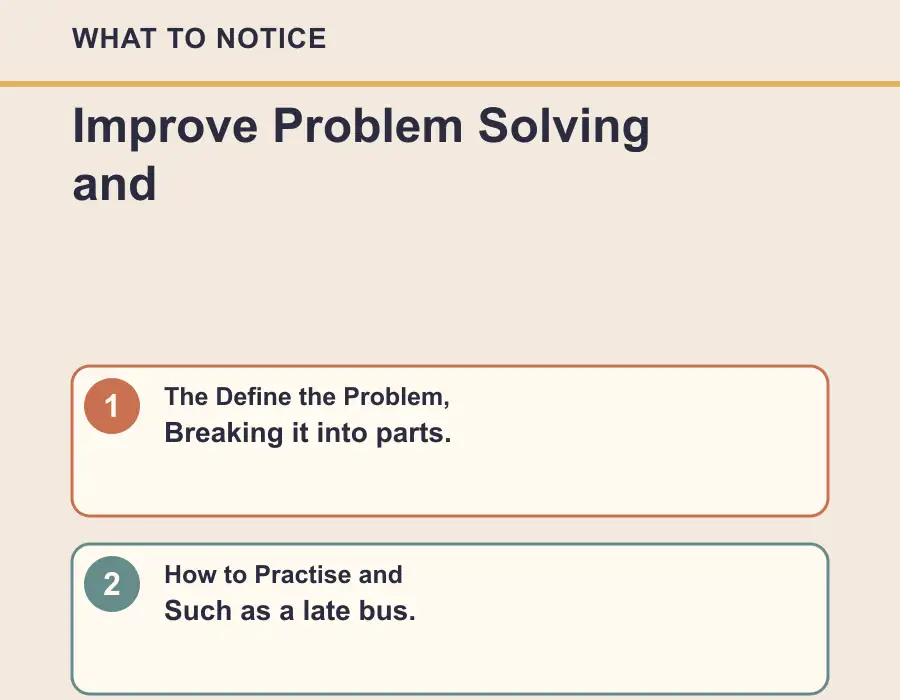 WHAT TO NOTICE
Improve Problem Solving
and
1
The Define the Problem,
Breaking it into parts.
2
How to Practise and
Such as a late bus.